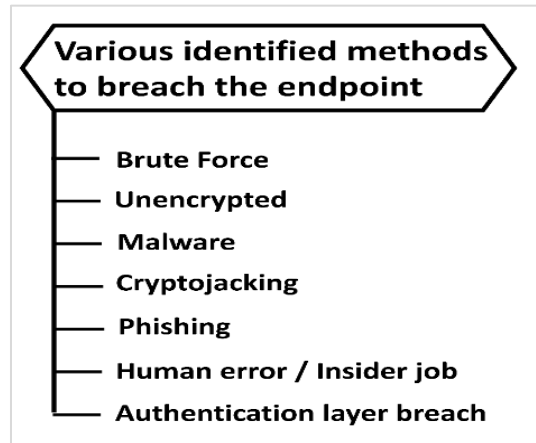 Various identified methods
to breach the endpoint
Brute Force
Unencrypted
Malware
Cryptojacking
Phishing
Human error / Insider job
Authentication layer breach